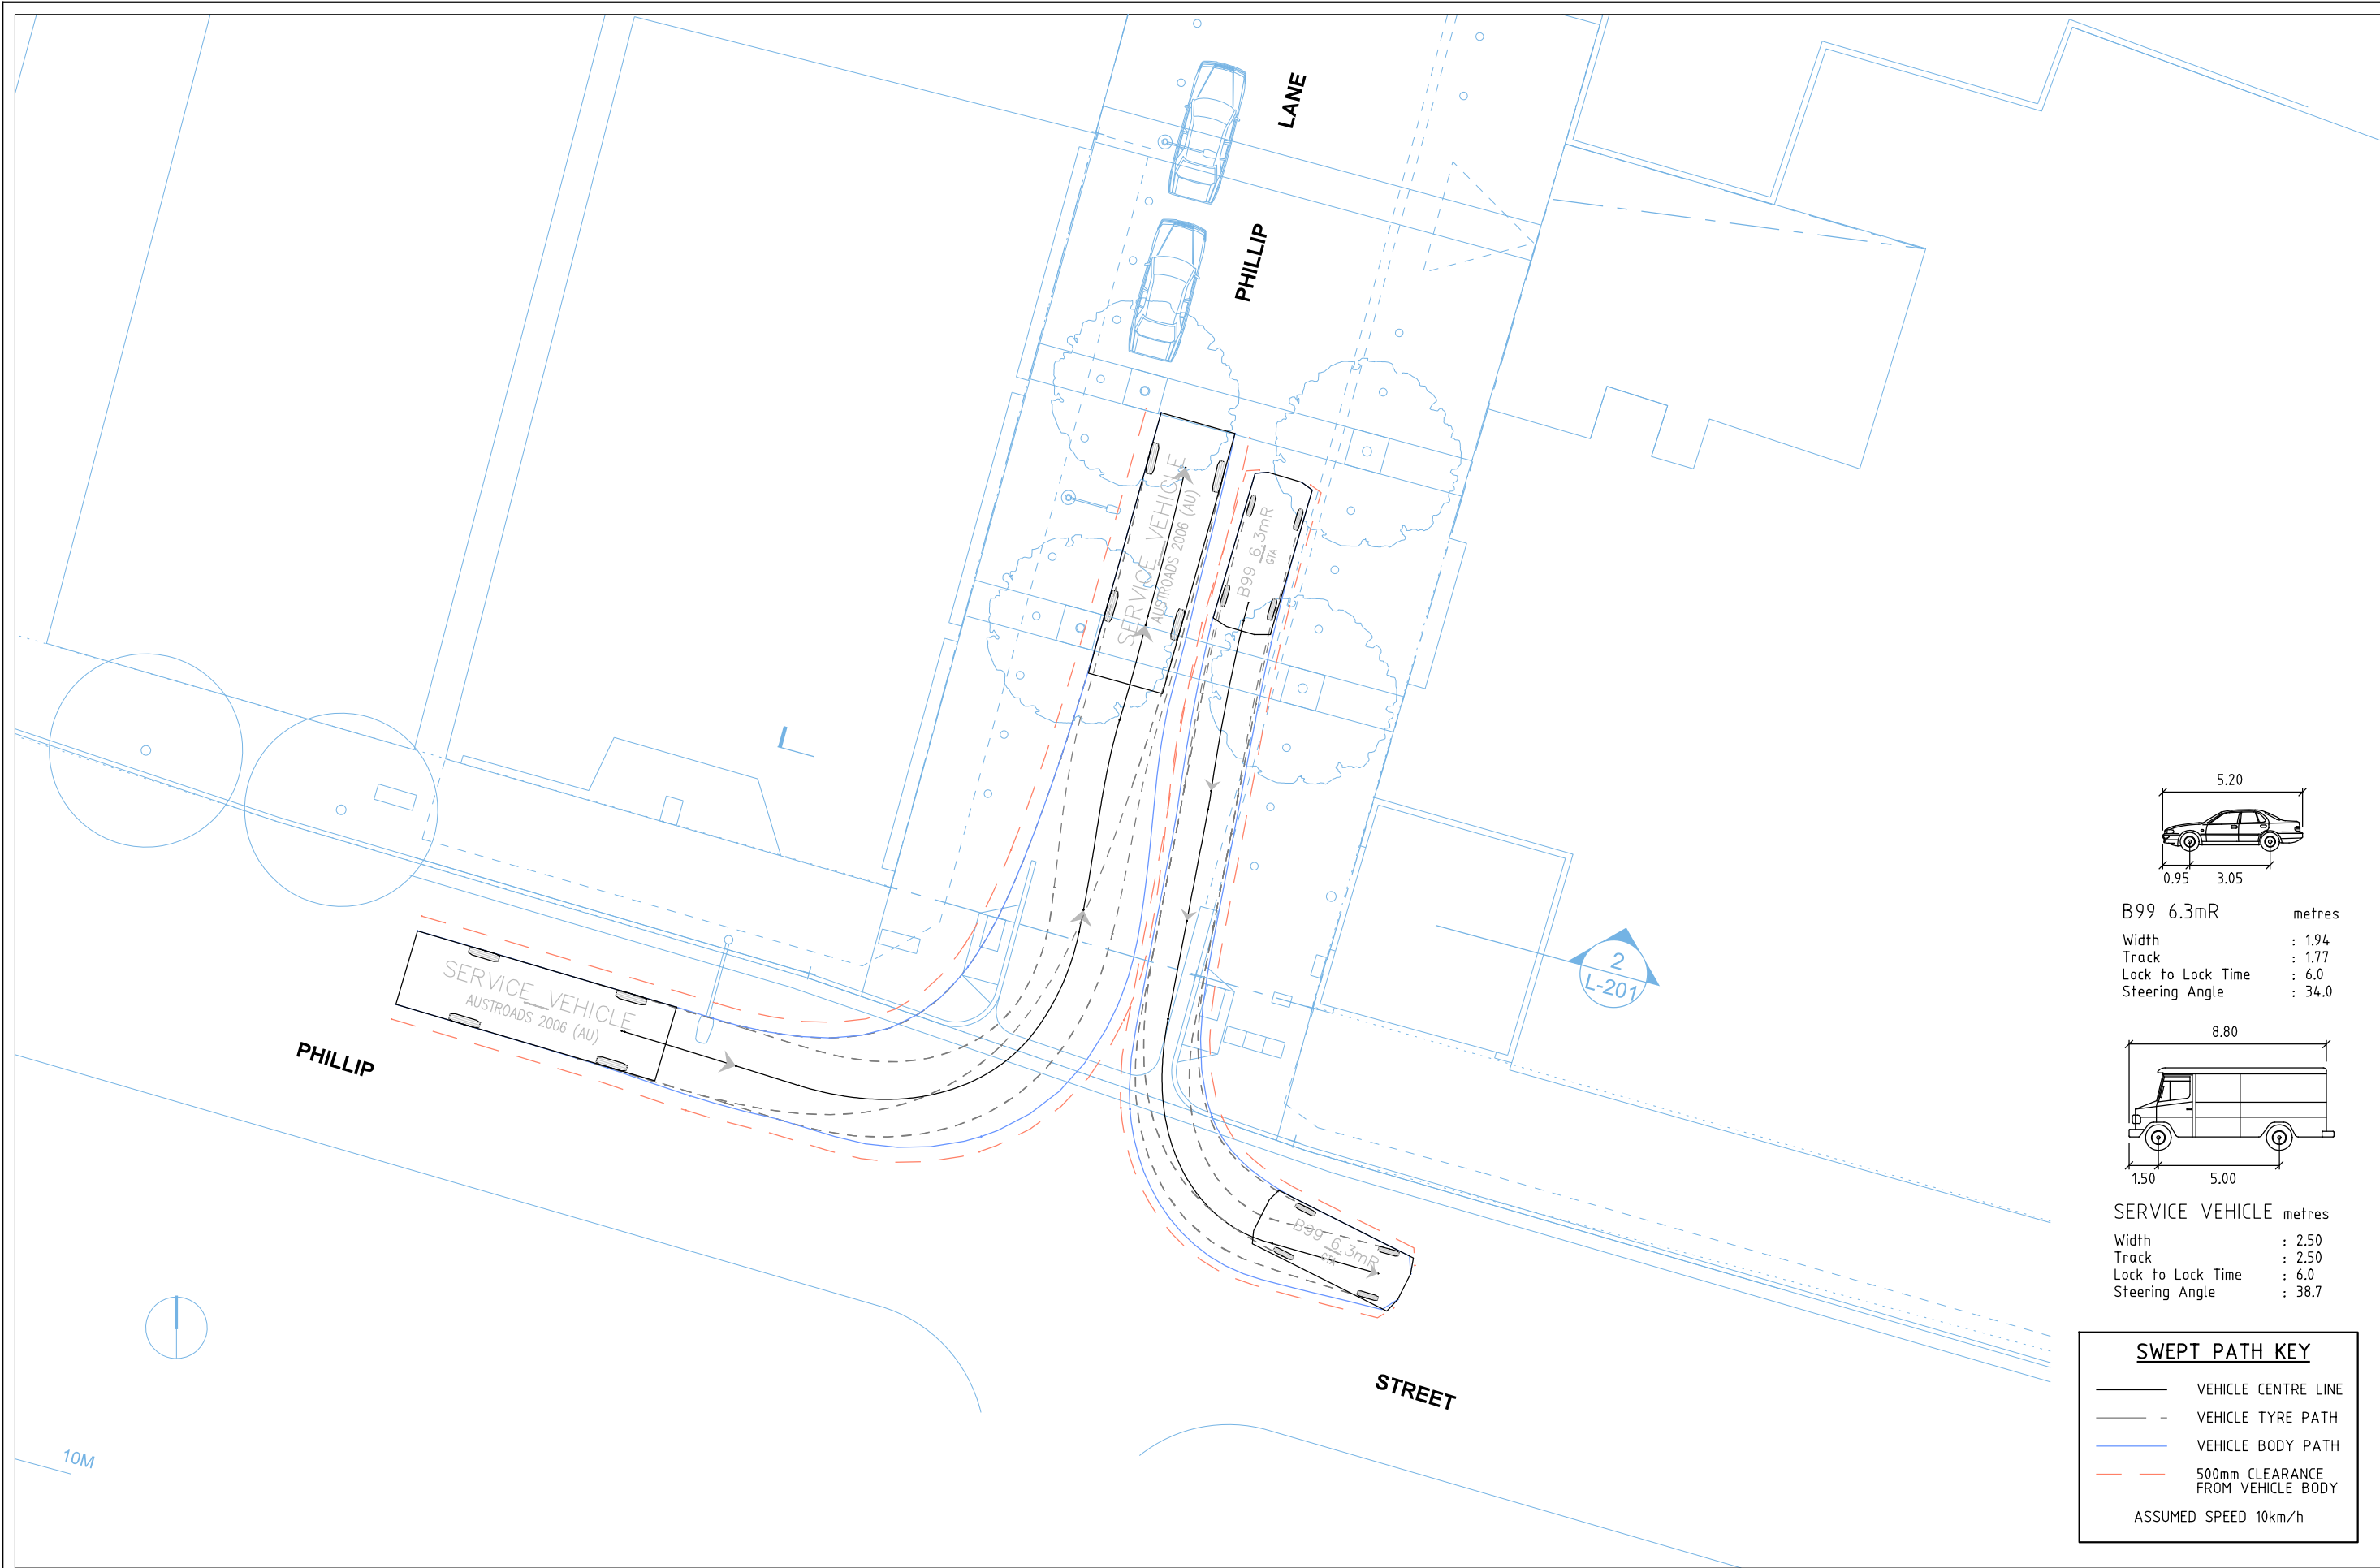 LANE
PHILLIP
SERVICE VEHICLE
AUSTROADS 2006 (AU)
B99 6.3mR
GTA
SERVICE VEHICLE
AUSTROADS 2006 (AU)
PHILLIP
B99 6.3mR
GTA
STREET
2
L-201
10M
5.20
0.95 3.05
B99 6.3mR metres
Width : 1.94
Track : 1.77
Lock to Lock Time : 6.0
Steering Angle : 34.0
8.80
1.50 5.00
SERVICE VEHICLE metres
Width : 2.50
Track : 2.50
Lock to Lock Time : 6.0
Steering Angle : 38.7
SWEPT PATH KEY
VEHICLE CENTRE LINE
VEHICLE TYRE PATH
VEHICLE BODY PATH
500mm CLEARANCE
FROM VEHICLE BODY
ASSUMED SPEED 10km/h